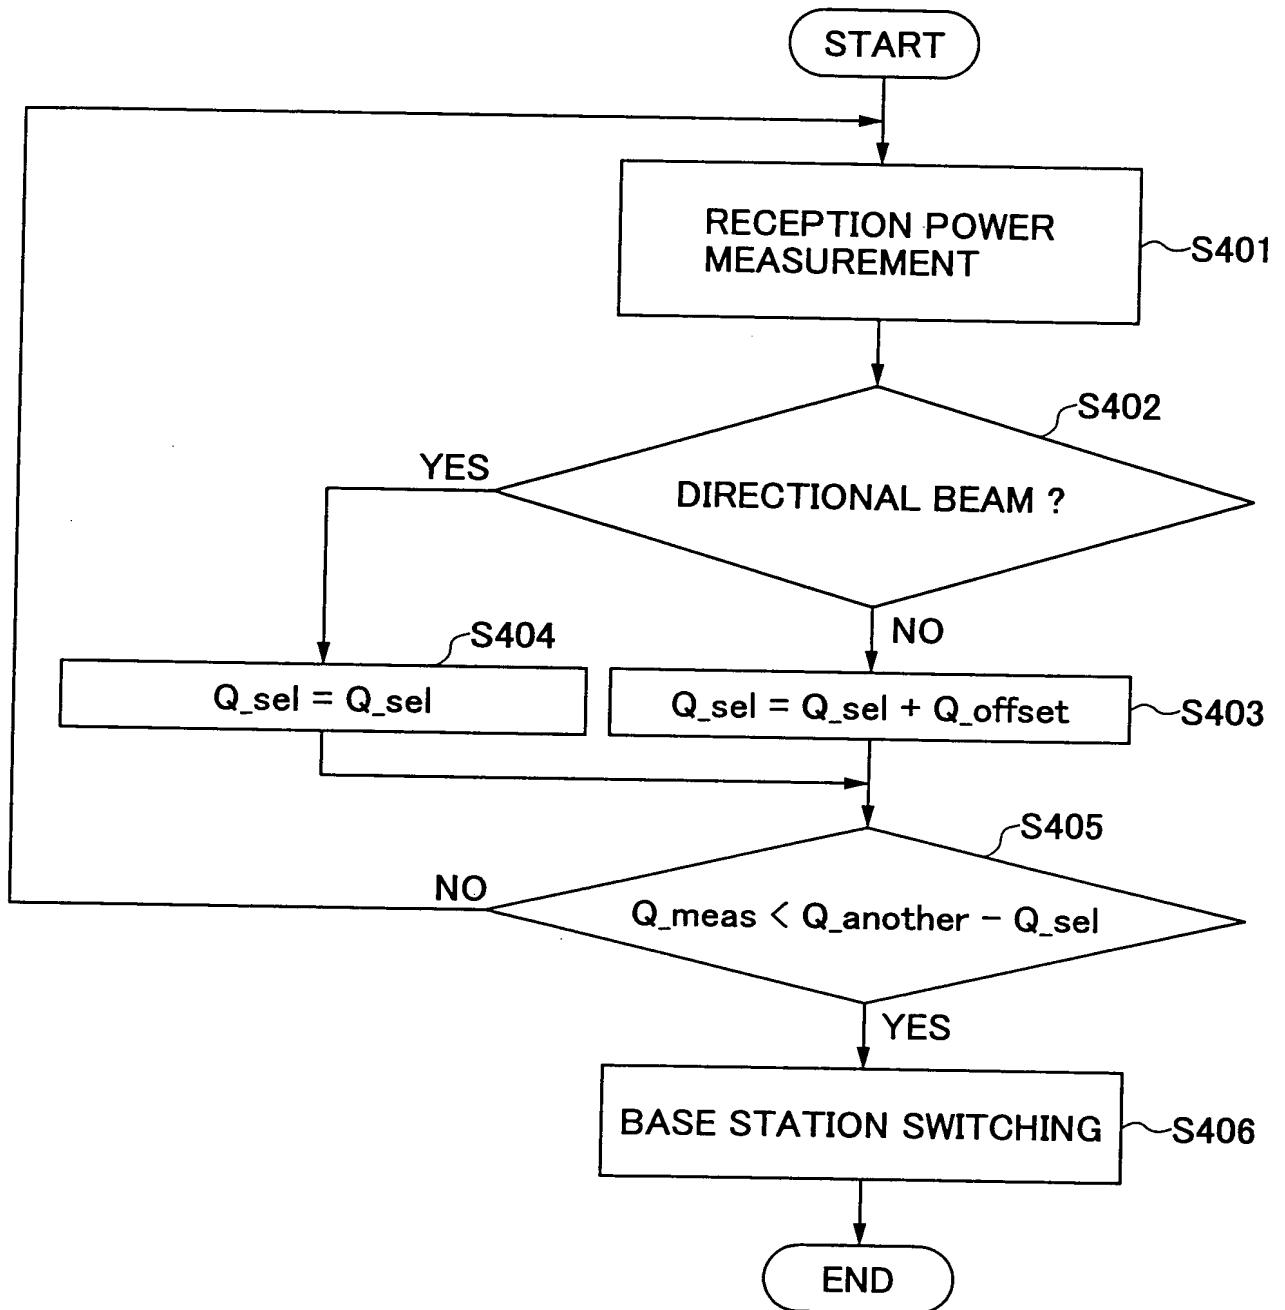 START
RECEPTION POWER
MEASUREMENT
S401
S402
YES
DIRECTIONAL BEAM ?
NO
S404
Q_sel = Q_sel
Q_sel = Q_sel + Q_offset
S403
S405
NO
Q_meas < Q_another − Q_sel
YES
BASE STATION SWITCHING
S406
END